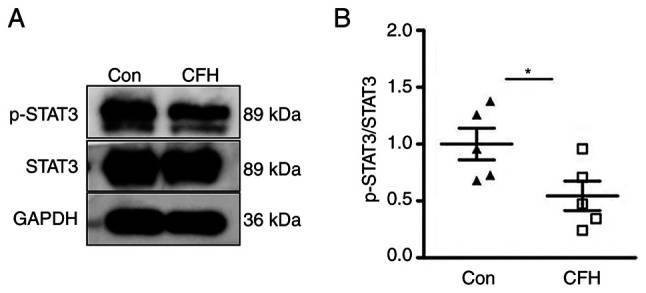 A
Con CFH
p-STAT3 89 kDa
STAT3 89 kDa
GAPDH 36 kDa
B
p-STAT3/STAT3
2.0
1.5
1.0
0.5
0.0
*
Con CFH